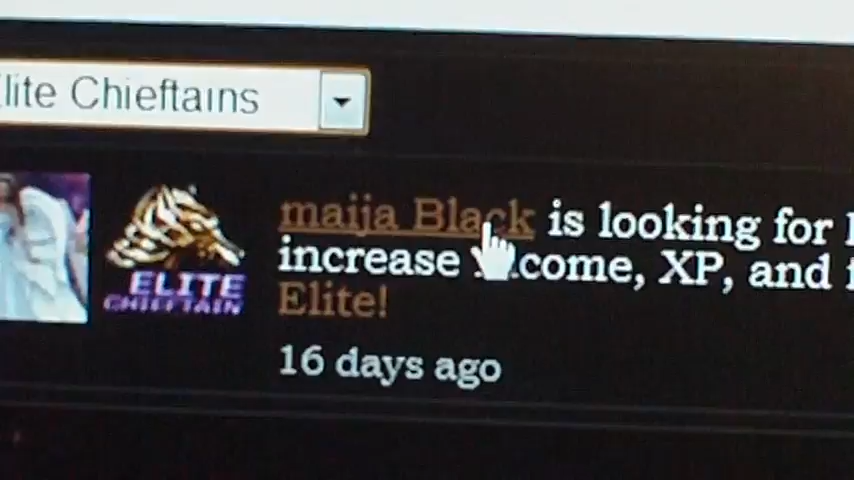 lite Chieftains
ELITE
CHIEFTAIN
maija Black is looking for
increase come, XP, and
Elite!
16 days ago